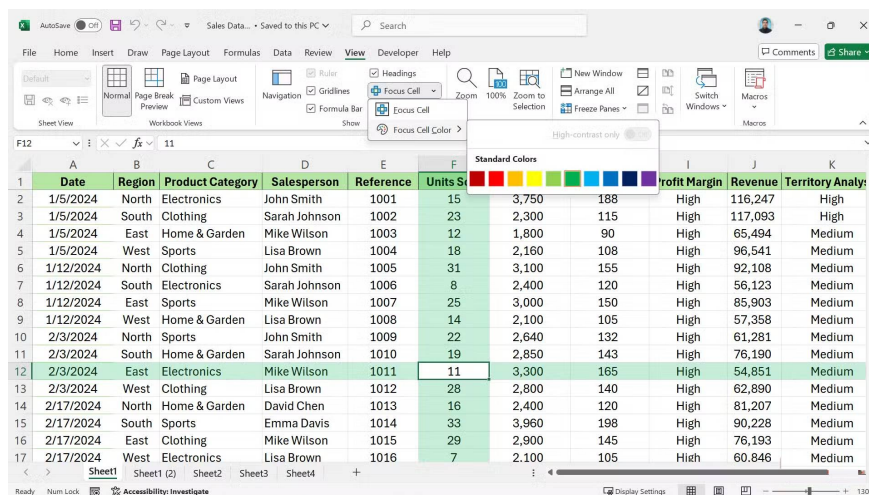 AutoSave Off Sales Data... • Saved to this PC Search
File Home Insert Draw Page Layout Formulas Data Review View Developer Help Comments Share
Default Normal Page Break Preview Page Layout Custom Views Navigation Ruler Gridlines Formula Bar Headings Focus Cell Zoom 100% Zoom to Selection New Window Arrange All Freeze Panes Switch Windows Macros
Sheet View Workbook Views Show Macros
Focus Cell
Focus Cell Color
High-contrast only
Standard Colors
F12 fx 11
A B C D E F I J K
1 Date Region Product Category Salesperson Reference Units Profit Margin Revenue Territory
2 1/5/2024 North Electronics John Smith 1001 15 3,750 188 High 116,247 High
3 1/5/2024 South Clothing Sarah Johnson 1002 23 2,300 115 High 117,093 High
4 1/5/2024 East Home & Garden Mike Wilson 1003 12 1,800 90 High 65,494 Medium
5 1/5/2024 West Sports Lisa Brown 1004 18 2,160 108 High 96,541 Medium
6 1/12/2024 North Clothing John Smith 1005 31 3,100 155 High 92,108 Medium
7 1/12/2024 South Electronics Sarah Johnson 1006 8 2,400 120 High 56,123 Medium
8 1/12/2024 East Sports Mike Wilson 1007 25 3,000 150 High 85,903 Medium
9 1/12/2024 West Home & Garden Lisa Brown 1008 14 2,100 105 High 57,358 Medium
10 2/3/2024 North Sports John Smith 1009 22 2,640 132 High 61,281 Medium
11 2/3/2024 South Home & Garden Sarah Johnson 1010 19 2,850 143 High 76,190 Medium
12 2/3/2024 East Electronics Mike Wilson 1011 11 3,300 165 High 54,851 Medium
13 2/3/2024 West Clothing Lisa Brown 1012 28 2,800 140 High 62,890 Medium
14 2/17/2024 North Home & Garden David Chen 1013 16 2,400 120 High 81,207 Medium
15 2/17/2024 South Sports Emma Davis 1014 33 3,960 198 High 90,228 Medium
16 2/17/2024 East Clothing Mike Wilson 1015 29 2,900 145 High 76,193 Medium
17 2/17/2024 West Electronics Lisa Brown 1016 7 2,100 105 High 60,846 Medium
Sheet1 Sheet1 (2) Sheet2 Sheet3 Sheet4 +
Ready Num Lock Accessibility: Investigate Display Settings 130